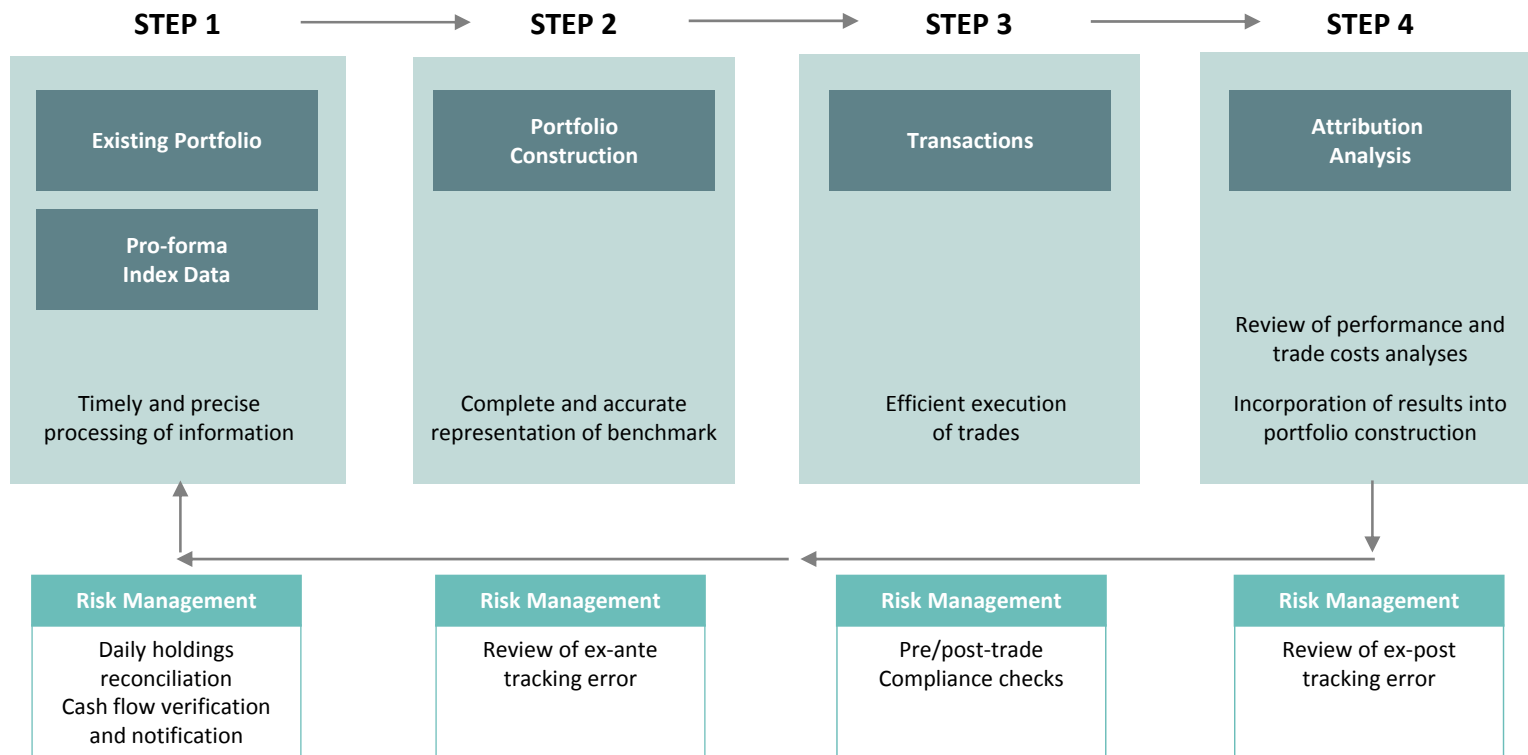 STEP 1
STEP 2
STEP 3
STEP 4
Existing Portfolio
Pro-forma
Index Data
Timely and precise
processing of information
Portfolio
Construction
Complete and accurate
representation of benchmark
Transactions
Efficient execution
of trades
Attribution
Analysis
Review of performance and
trade costs analyses
Incorporation of results into
portfolio construction
Risk Management
Daily holdings
reconciliation
Cash flow verification
and notification
Risk Management
Review of ex-ante
tracking error
Risk Management
Pre/post-trade
Compliance checks
Risk Management
Review of ex-post
tracking error